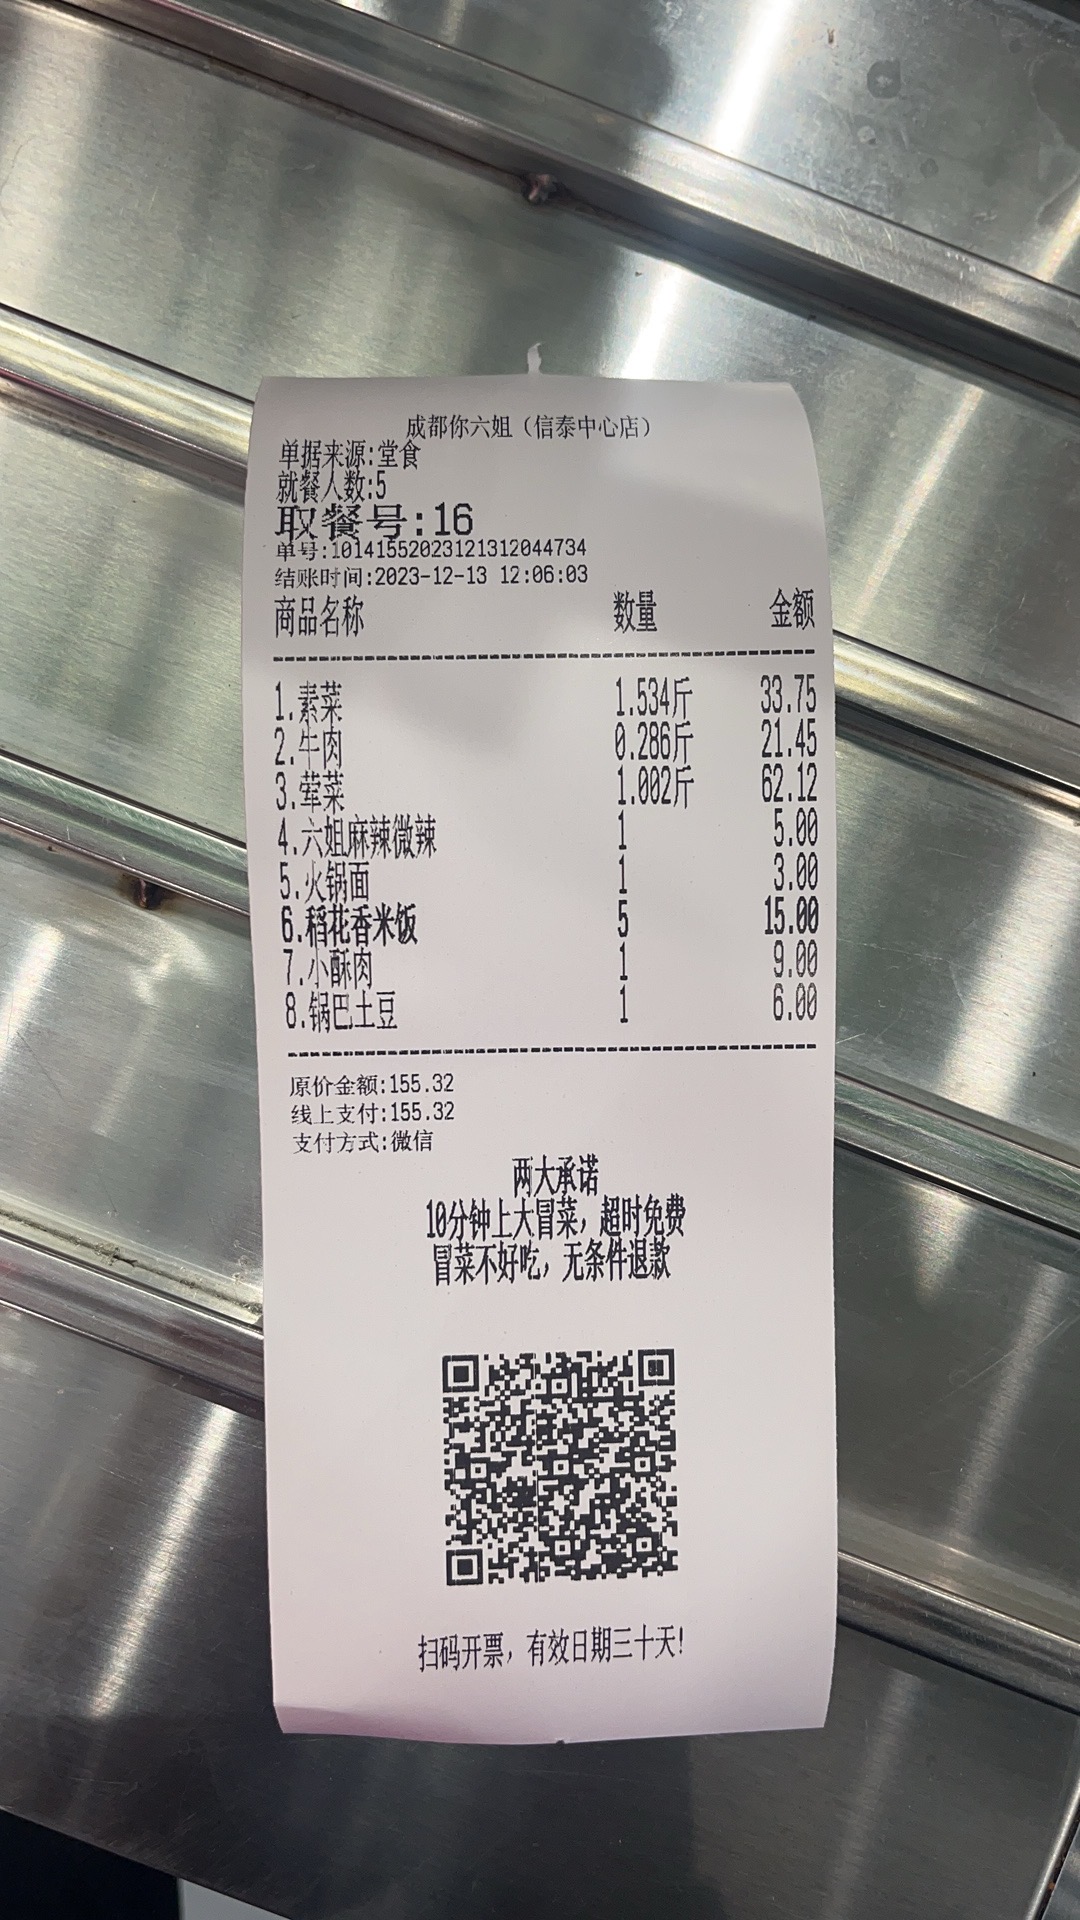 成都你六姐（信泰中心店）
单据来源:堂食
就餐人数:5
取餐号:16
单号:10141552023121312044734
结账时间:2023-12-13 12:06:03
商品名称 数量 金额
1.素菜 1.534斤 33.75
2.牛肉 0.286斤 21.45
3.荤菜 1.002斤 62.12
4.六姐麻辣微辣 1 5.00
5.火锅面 1 3.00
6.稻花香米饭 5 15.00
7.小酥肉 1 9.00
8.锅巴土豆 1 6.00
原价金额:155.32
线上支付:155.32
支付方式:微信
两大承诺
10分钟上大冒菜，超时免费
冒菜不好吃，无条件退款
扫码开票，有效日期三十天!